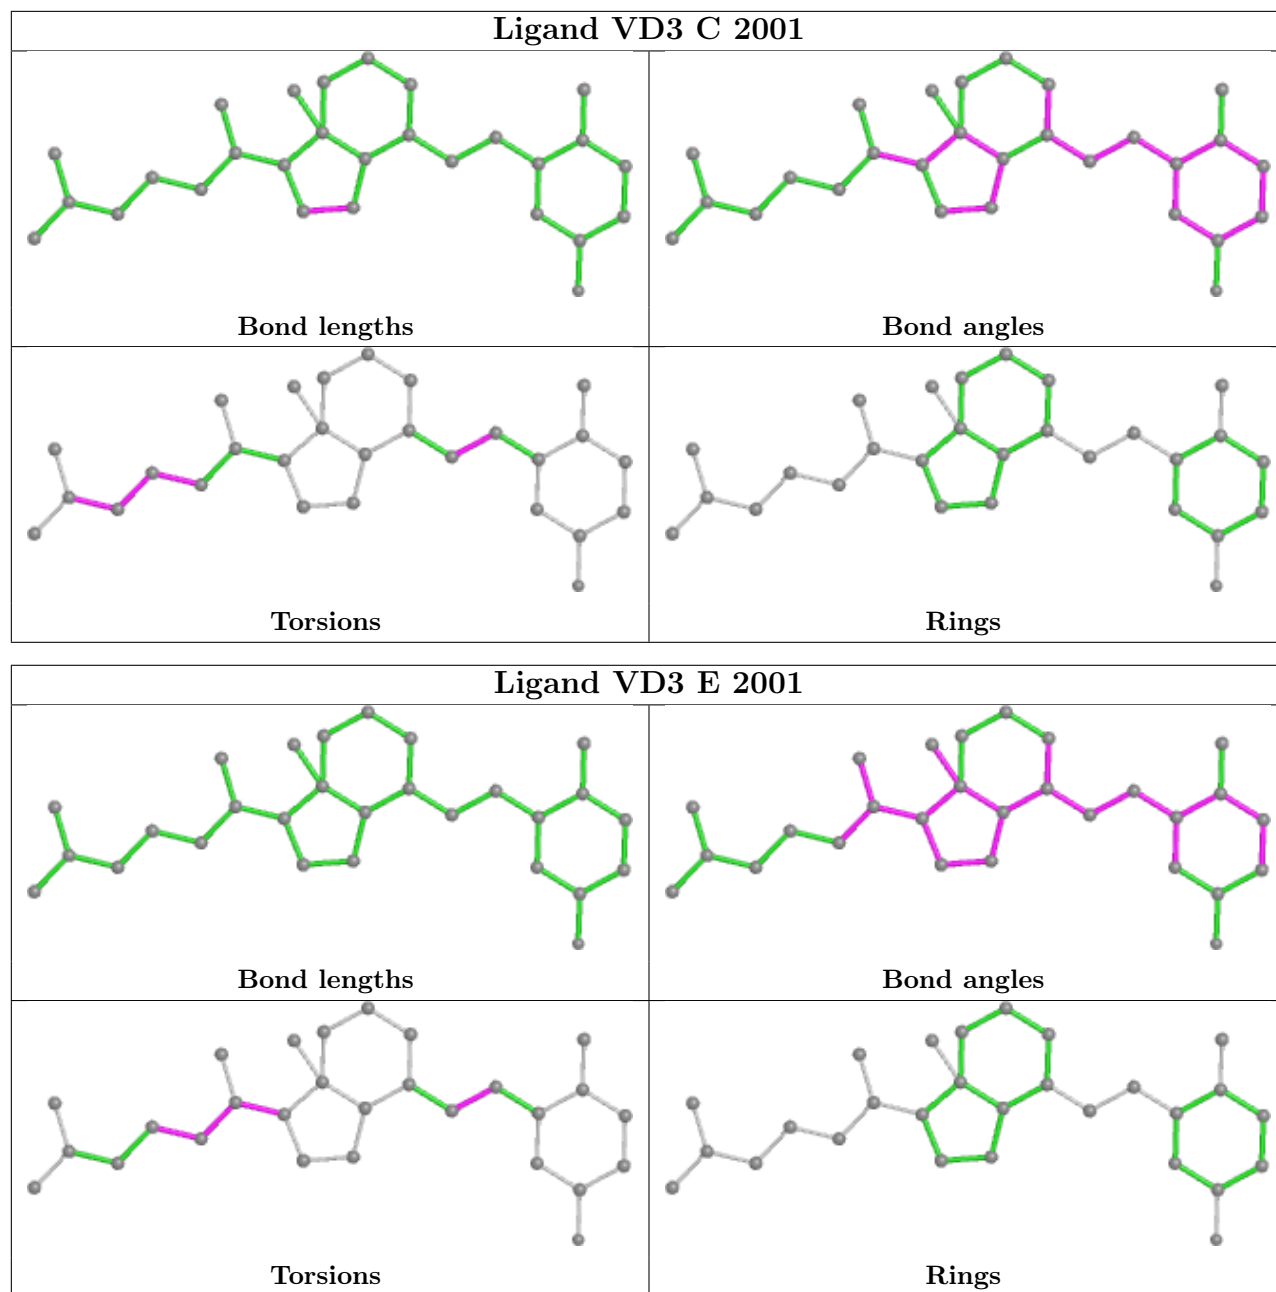 Ligand VD3 C 2001
Bond lengths
Bond angles
Torsions
Rings
Ligand VD3 E 2001
Bond lengths
Bond angles
Torsions
Rings